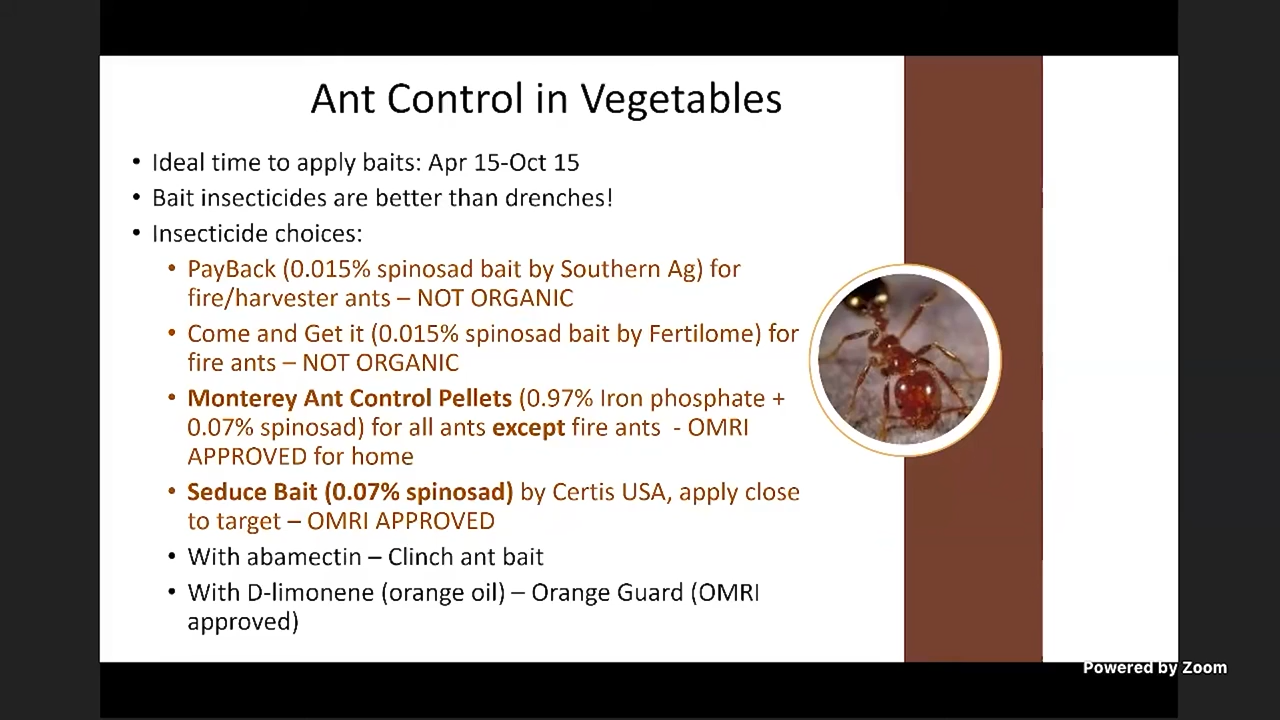 Ant Control in Vegetables
• Ideal time to apply baits: Apr 15-Oct 15
• Bait insecticides are better than drenches!
• Insecticide choices:
• PayBack (0.015% spinosad bait by Southern Ag) for
fire/harvester ants – NOT ORGANIC
• Come and Get it (0.015% spinosad bait by Fertilome) for
fire ants – NOT ORGANIC
• Monterey Ant Control Pellets (0.97% Iron phosphate +
0.07% spinosad) for all ants except fire ants - OMRI
APPROVED for home
• Seduce Bait (0.07% spinosad) by Certis USA, apply close
to target – OMRI APPROVED
• With abamectin – Clinch ant bait
• With D-limonene (orange oil) – Orange Guard (OMRI
approved)
Powered by Zoom